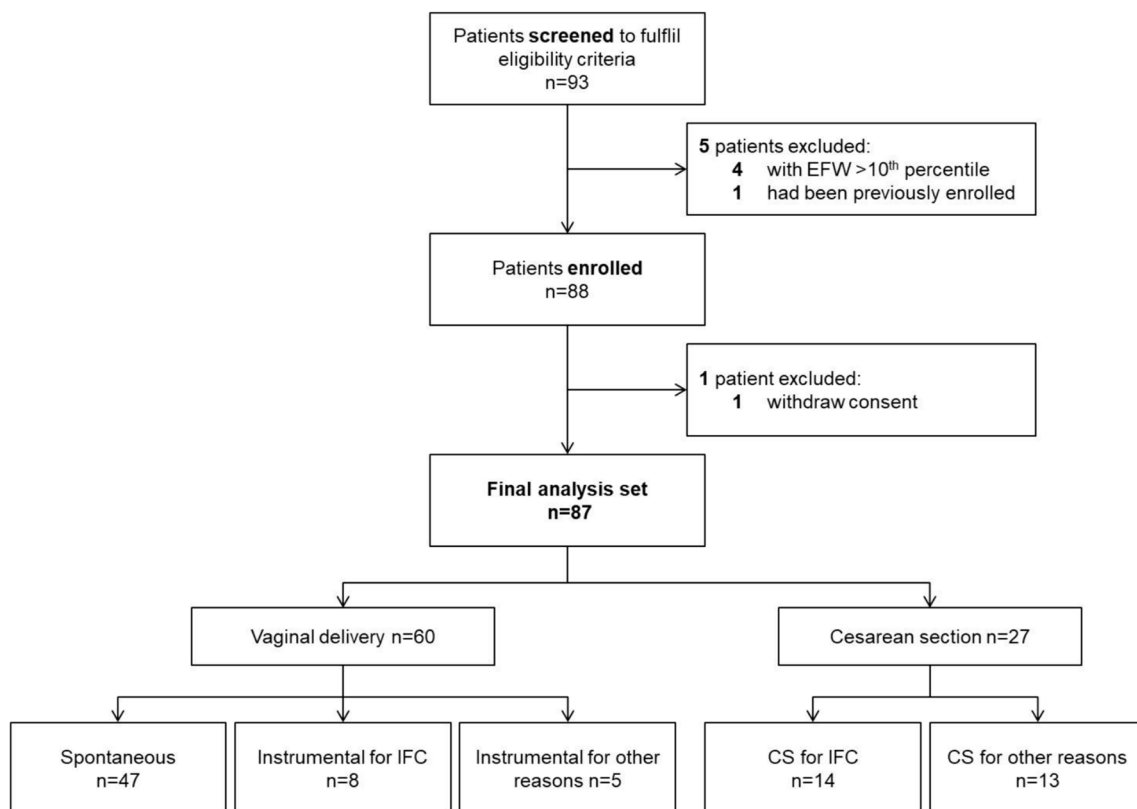 Patients screened to fulflil
eligibility criteria
n=93
5 patients excluded:
4 with EFW >10th percentile
1 had been previously enrolled
Patients enrolled
n=88
1 patient excluded:
1 withdraw consent
Final analysis set
n=87
Vaginal delivery n=60
Cesarean section n=27
Spontaneous
n=47
Instrumental for IFC
n=8
Instrumental for other
reasons n=5
CS for IFC
n=14
CS for other reasons
n=13